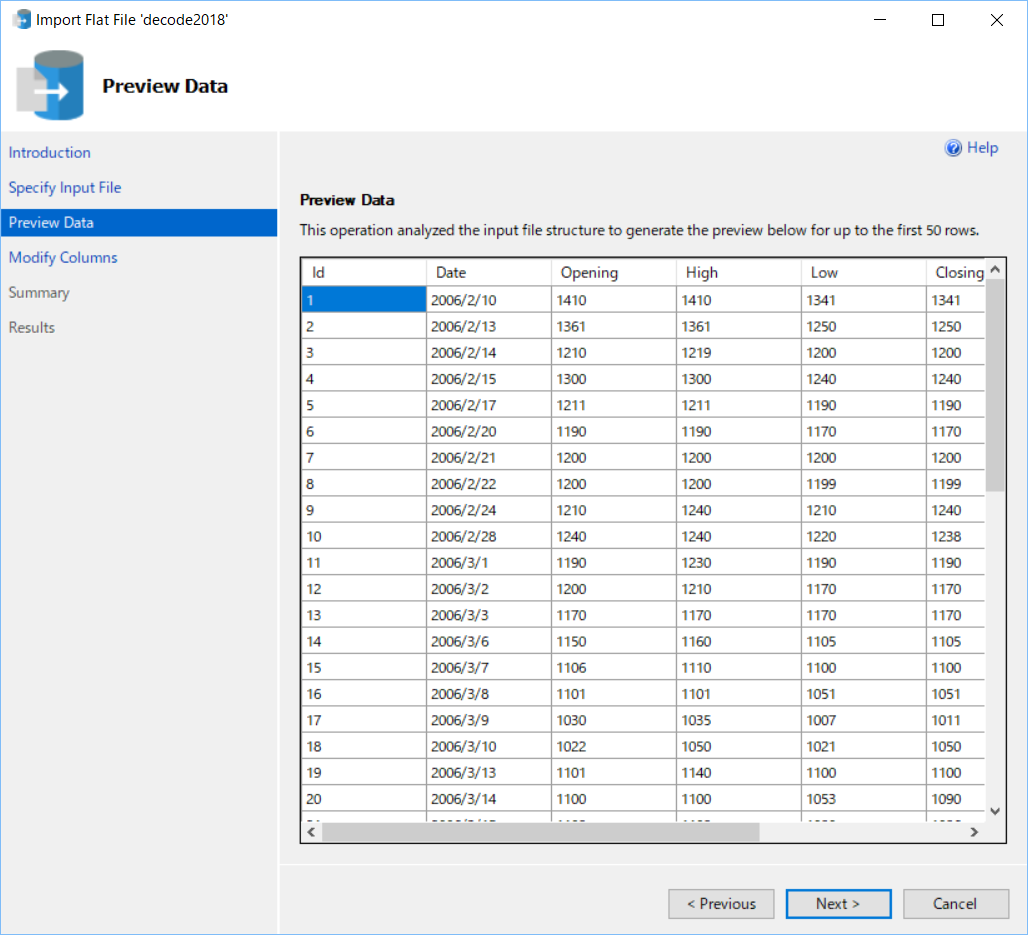 Import Flat File 'decode2018'
Preview Data
Introduction
Specify Input File
Preview Data
Modify Columns
Summary
Results
Help
Preview Data
This operation analyzed the input file structure to generate the preview below for up to the first 50 rows.
Id Date Opening High Low Closing
1 2006/2/10 1410 1410 1341 1341
2 2006/2/13 1361 1361 1250 1250
3 2006/2/14 1210 1219 1200 1200
4 2006/2/15 1300 1300 1240 1240
5 2006/2/17 1211 1211 1190 1190
6 2006/2/20 1190 1190 1170 1170
7 2006/2/21 1200 1200 1200 1200
8 2006/2/22 1200 1200 1199 1199
9 2006/2/24 1210 1240 1210 1240
10 2006/2/28 1240 1240 1220 1238
11 2006/3/1 1190 1230 1190 1190
12 2006/3/2 1200 1210 1170 1170
13 2006/3/3 1170 1170 1170 1170
14 2006/3/6 1150 1160 1105 1105
15 2006/3/7 1106 1110 1100 1100
16 2006/3/8 1101 1101 1051 1051
17 2006/3/9 1030 1035 1007 1011
18 2006/3/10 1022 1050 1021 1050
19 2006/3/13 1101 1140 1100 1100
20 2006/3/14 1100 1100 1053 1090
< Previous
Next >
Cancel